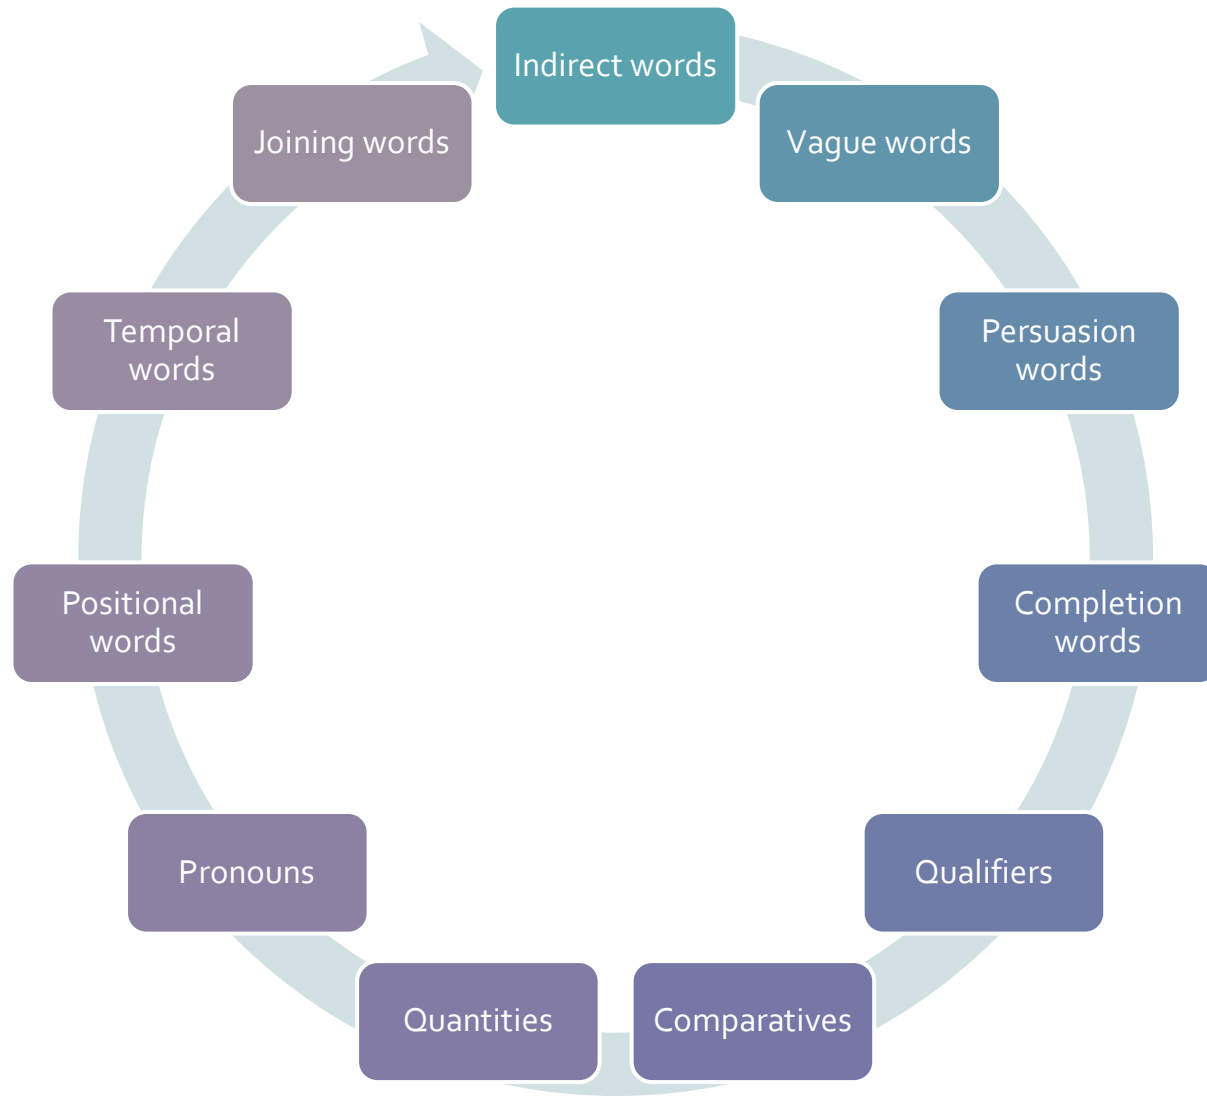 Indirect words
Vague words
Persuasion
words
Completion
words
Qualifiers
Comparatives
Quantities
Pronouns
Positional
words
Temporal
words
Joining words